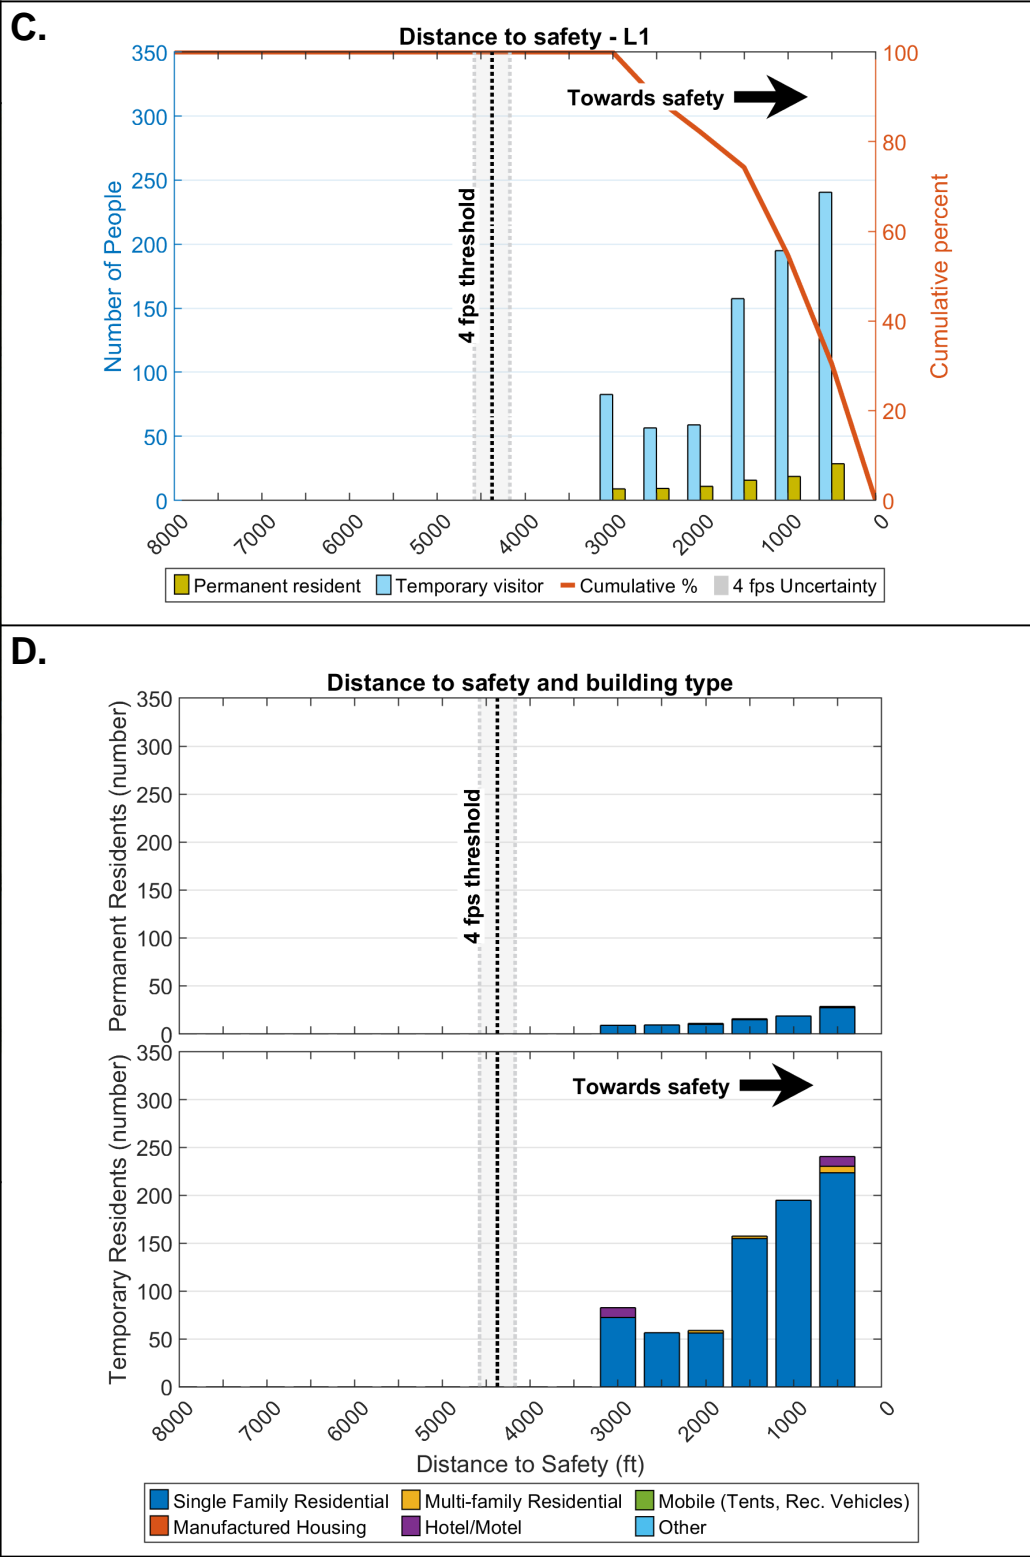 C.
Distance to safety - L1
350
300
250
200
150
100
50
0
Number of People
100
80
60
40
20
0
Cumulative percent
Towards safety
4 fps threshold
8000 7000 6000 5000 4000 3000 2000 1000 0
Permanent resident Temporary visitor Cumulative % 4 fps Uncertainty
D.
Distance to safety and building type
350
300
250
200
150
100
50
0
Permanent Residents (number)
4 fps threshold
350
300
250
200
150
100
50
0
Temporary Residents (number)
Towards safety
8000 7000 6000 5000 4000 3000 2000 1000 0
Distance to Safety (ft)
Single Family Residential Multi-family Residential Mobile (Tents, Rec. Vehicles)
Manufactured Housing Hotel/Motel Other